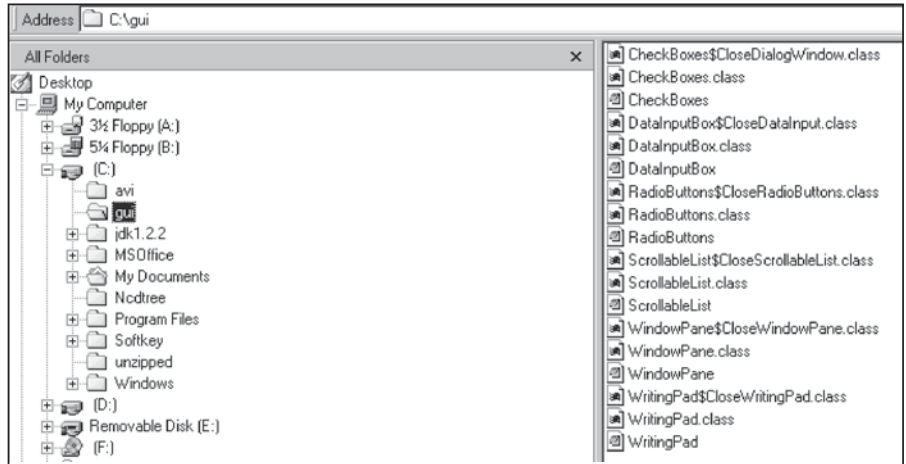 Address C:\gui
All Folders ×
Desktop
My Computer
3½ Floppy (A:)
5¼ Floppy (B:)
(C:)
avi
gui
jdk1.2.2
MSOffice
My Documents
Ncdtree
Program Files
Softkey
unzipped
Windows
(D:)
Removable Disk (E:)
(F:)
CheckBoxes$CloseDialogWindow.class
CheckBoxes.class
CheckBoxes
DataInputBox$CloseDataInput.class
DataInputBox.class
DataInputBox
RadioButtons$CloseRadioButtons.class
RadioButtons.class
RadioButtons
ScrollableList$CloseScrollableList.class
ScrollableList.class
ScrollableList
WindowPane$CloseWindowPane.class
WindowPane.class
WindowPane
WritingPad$CloseWritingPad.class
WritingPad.class
WritingPad